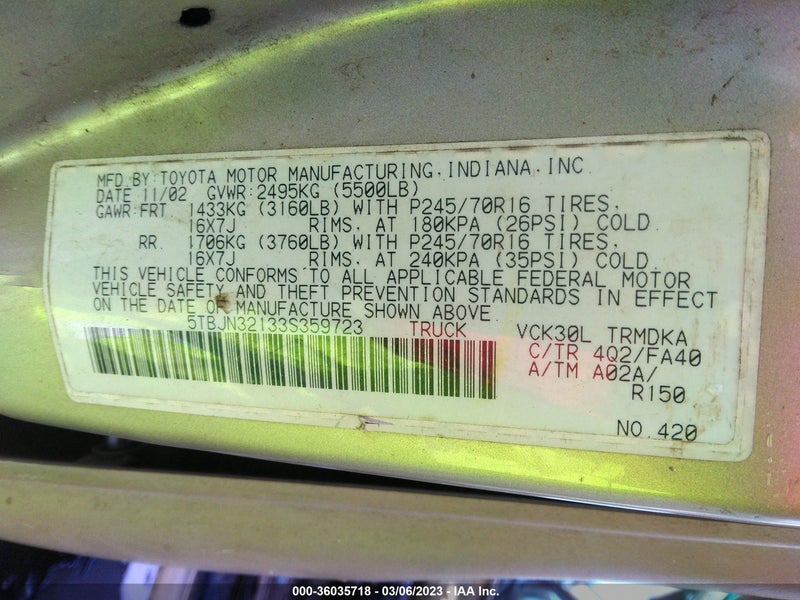 MFD BY:TOYOTA MOTOR MANUFACTURING,INDIANA,INC.
DATE 11/02 GVWR:2495KG (5500LB)
GAWR:FRT. 1433KG (3160LB) WITH P245/70R16 TIRES,
16X7J RIMS, AT 180KPA (26PSI) COLD.
RR. 1706KG (3760LB) WITH P245/70R16 TIRES,
16X7J RIMS, AT 240KPA (35PSI) COLD.
THIS VEHICLE CONFORMS TO ALL APPLICABLE FEDERAL MOTOR
VEHICLE SAFETY AND THEFT PREVENTION STANDARDS IN EFFECT
ON THE DATE OF MANUFACTURE SHOWN ABOVE.
5TBJN32133S359723 TRUCK VCK30L TRMDKA
C/TR 4Q2/FA40
A/TM A02A/
R150
NO.420
000-36035718 - 03/06/2023 - IAA Inc.